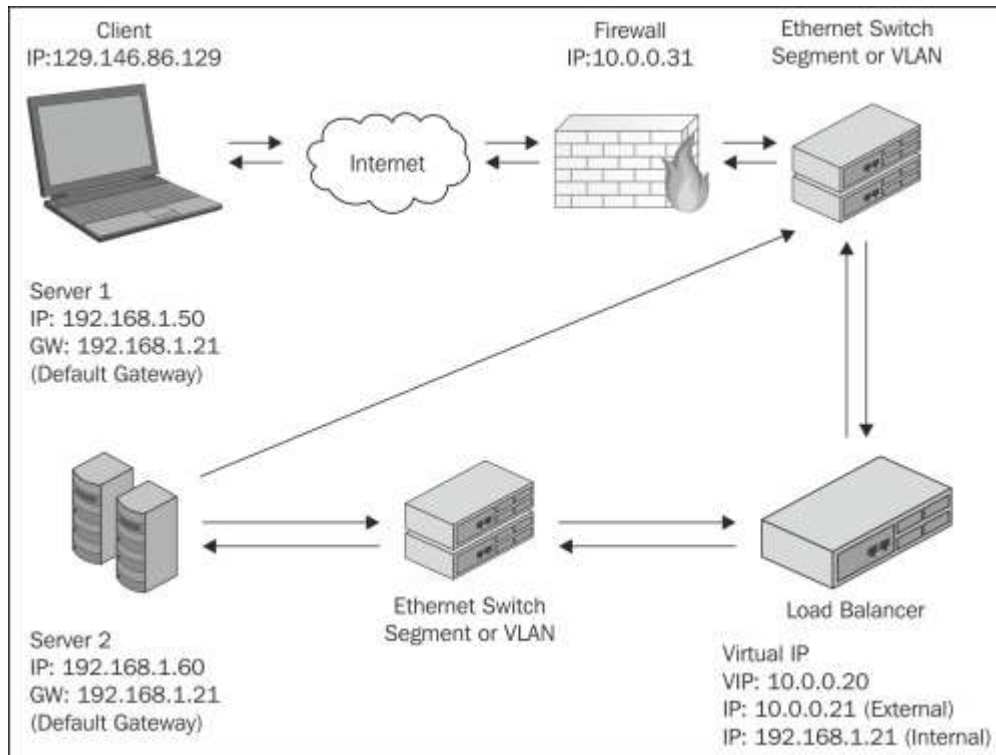 Client
IP:129.146.86.129
Firewall
IP:10.0.0.31
Ethernet Switch
Segment or VLAN
Internet
Server 1
IP: 192.168.1.50
GW: 192.168.1.21
(Default Gateway)
Ethernet Switch
Segment or VLAN
Load Balancer
Server 2
IP: 192.168.1.60
GW: 192.168.1.21
(Default Gateway)
Virtual IP
VIP: 10.0.0.20
IP: 10.0.0.21 (External)
IP: 192.168.1.21 (Internal)